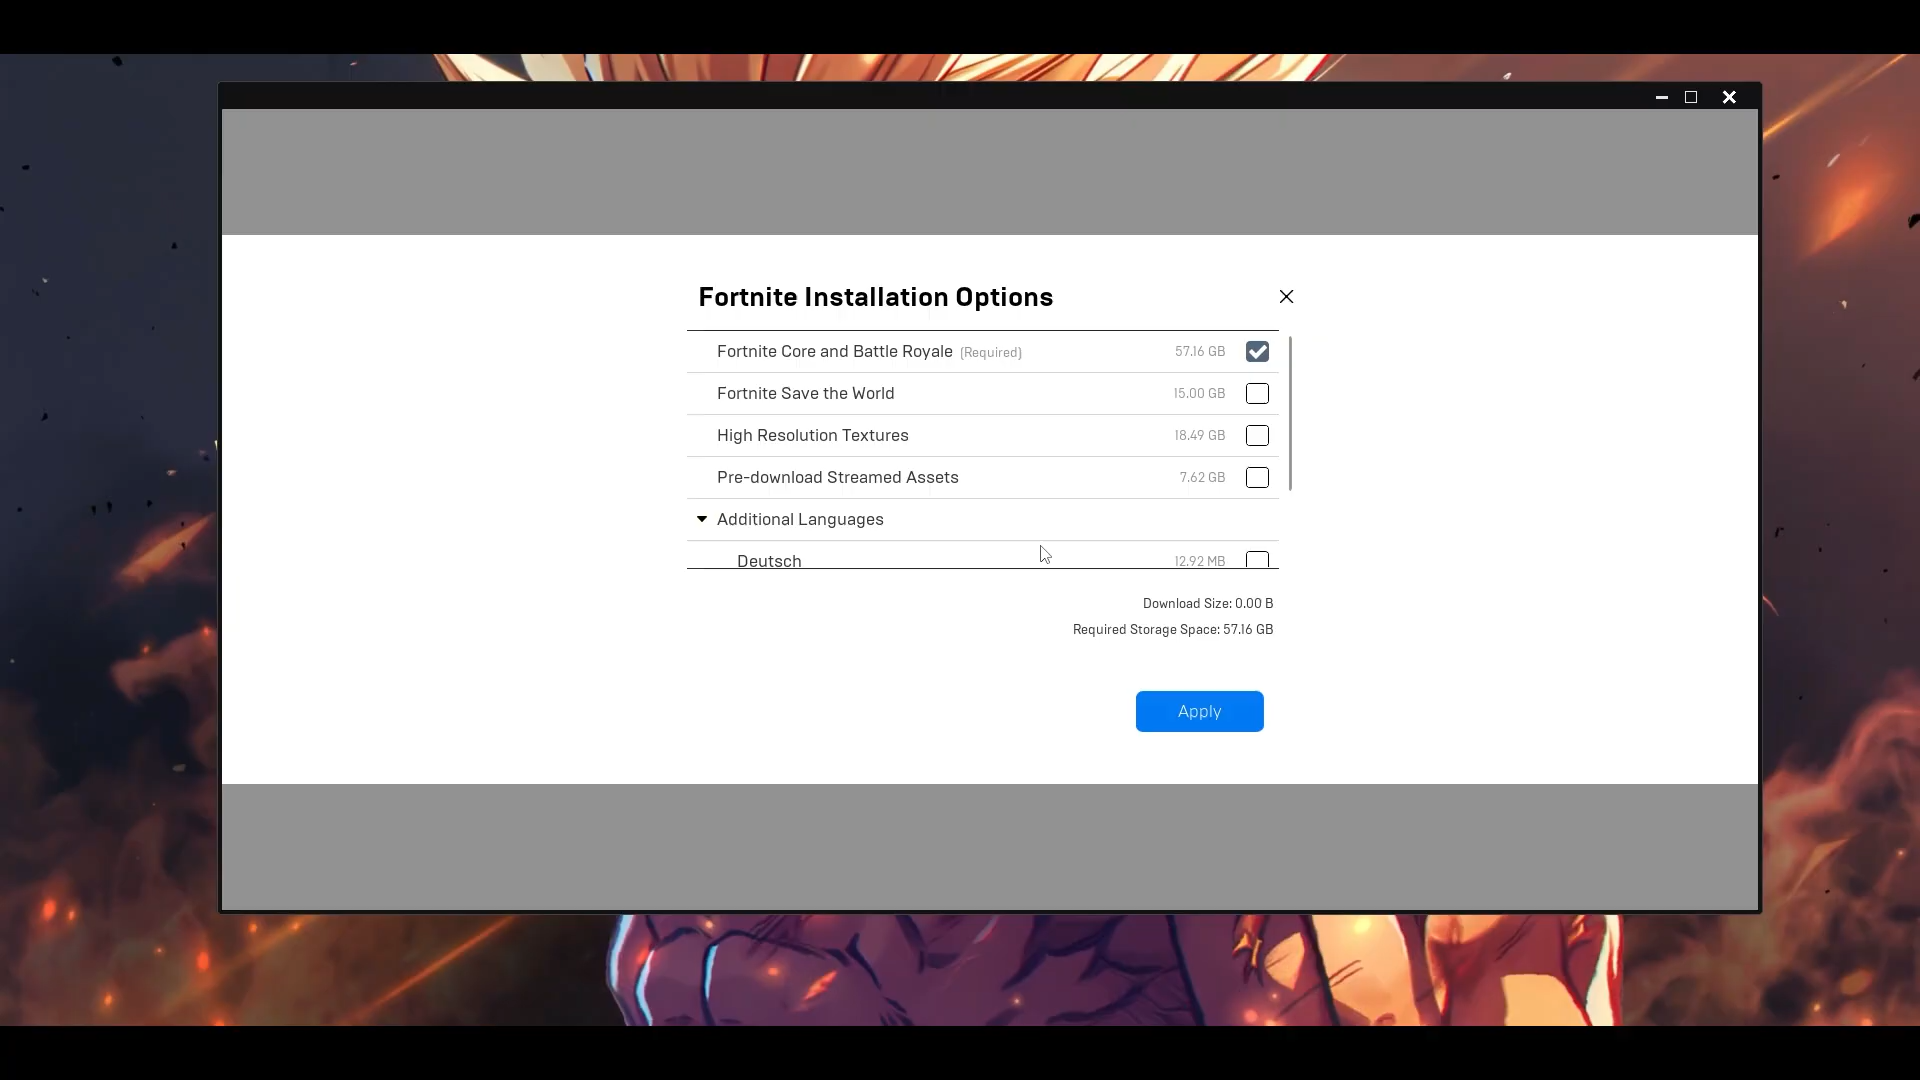 Fortnite Installation Options
Fortnite Core and Battle Royale (Required) 57.16 GB
Fortnite Save the World 15.00 GB
High Resolution Textures 18.49 GB
Pre-download Streamed Assets 7.62 GB
Additional Languages
Deutsch 12.92 MB
Download Size: 0.00 B
Required Storage Space: 57.16 GB
Apply